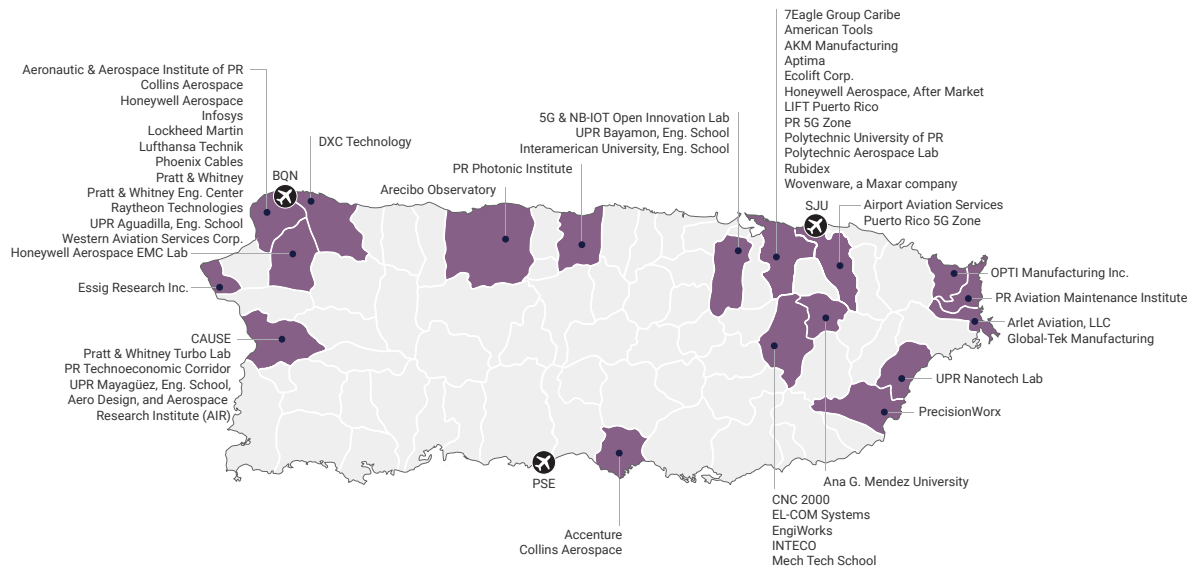 Aeronautic & Aerospace Institute of PR
Collins Aerospace
Honeywell Aerospace
Infosys
Lockheed Martin
Lufthansa Technik
Phoenix Cables
Pratt & Whitney
Pratt & Whitney Eng. Center
Raytheon Technologies
UPR Aguadilla, Eng. School
Western Aviation Services Corp.
Honeywell Aerospace EMC Lab
Essig Research Inc.
CAUSE
Pratt & Whitney Turbo Lab
PR Technoeconomic Corridor
UPR Mayagüez, Eng. School,
Aero Design, and Aerospace
Research Institute (AIR)
BQN
DXC Technology
Arecibo Observatory
PR Photonic Institute
5G & NB-IOT Open Innovation Lab
UPR Bayamon, Eng. School
Interamerican University, Eng. School
7Eagle Group Caribe
American Tools
AKM Manufacturing
Aptima
Ecolift Corp.
Honeywell Aerospace, After Market
LIFT Puerto Rico
PR 5G Zone
Polytechnic University of PR
Polytechnic Aerospace Lab
Rubidex
Wovenware, a Maxar company
SJU
Airport Aviation Services
Puerto Rico 5G Zone
OPTI Manufacturing Inc.
PR Aviation Maintenance Institute
Arlet Aviation, LLC
Global-Tek Manufacturing
UPR Nanotech Lab
PrecisionWorx
Ana G. Mendez University
CNC 2000
EL-COM Systems
EngiWorks
INTECO
Mech Tech School
PSE
Accenture
Collins Aerospace